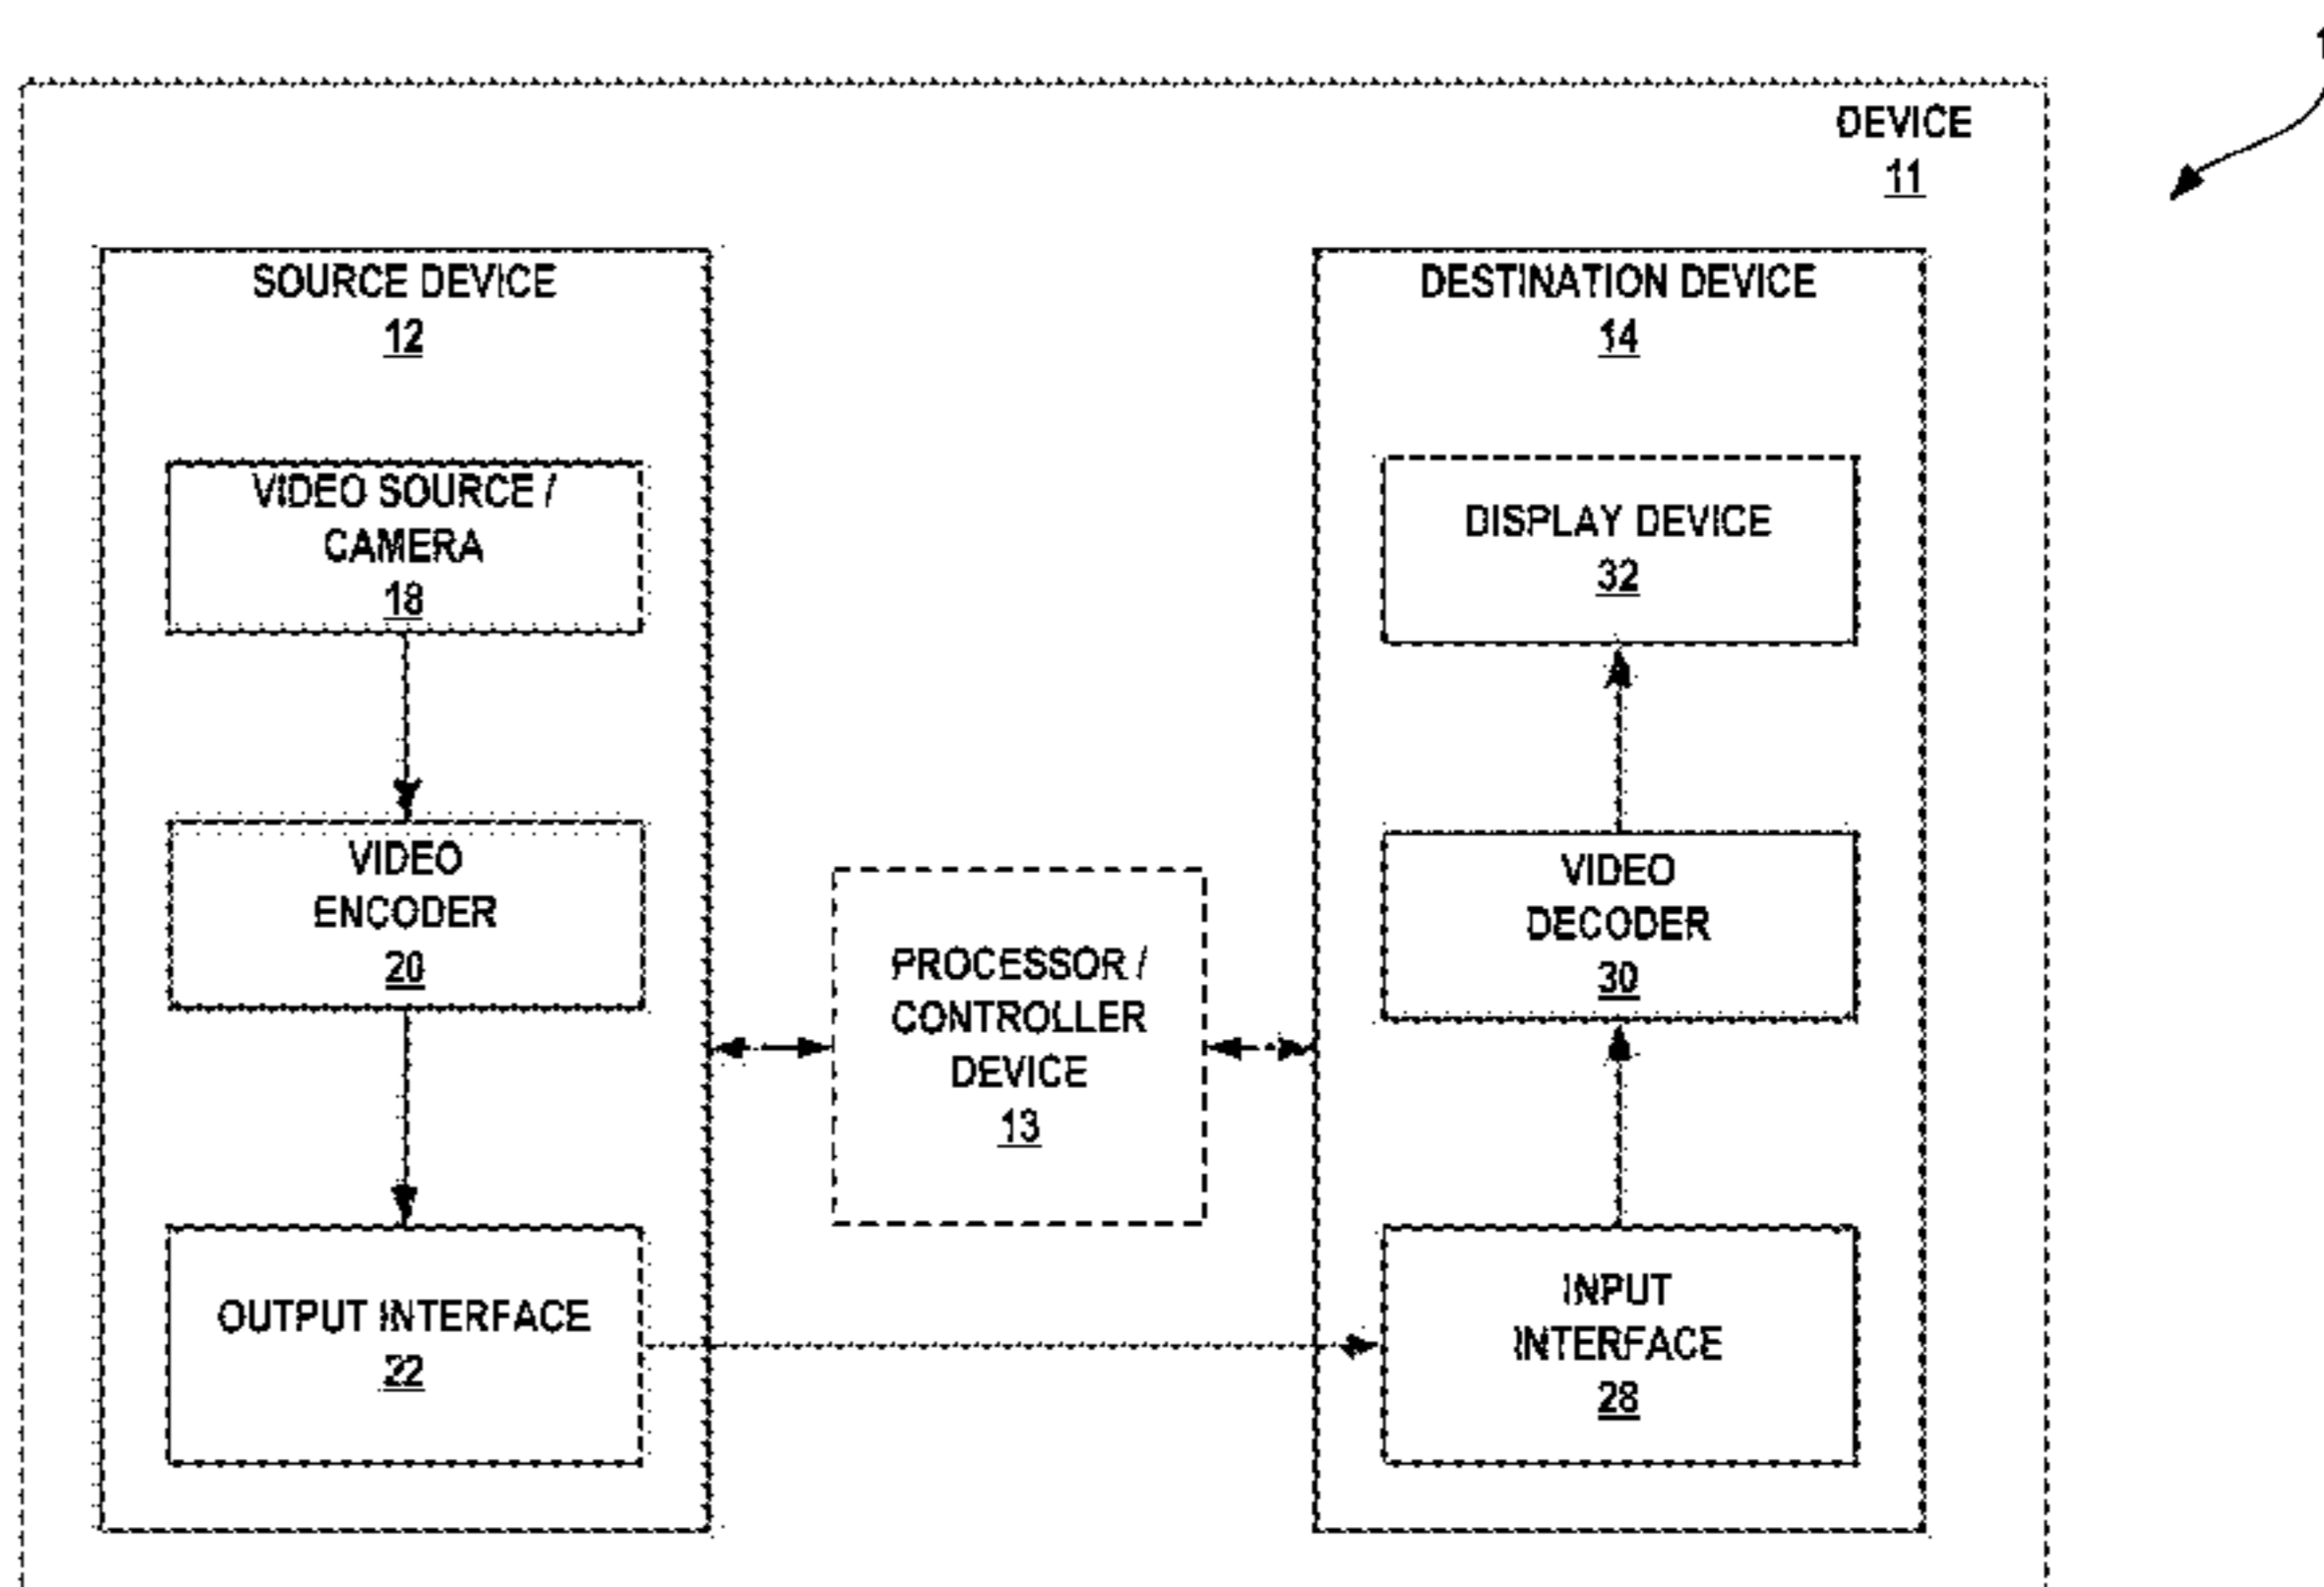 DEVICE
11
SOURCE DEVICE
12
VIDEO SOURCE /
CAMERA
18
VIDEO
ENCODER
20
OUTPUT INTERFACE
22
PROCESSOR /
CONTROLLER
DEVICE
13
DESTINATION DEVICE
14
DISPLAY DEVICE
32
VIDEO
DECODER
30
INPUT
INTERFACE
28